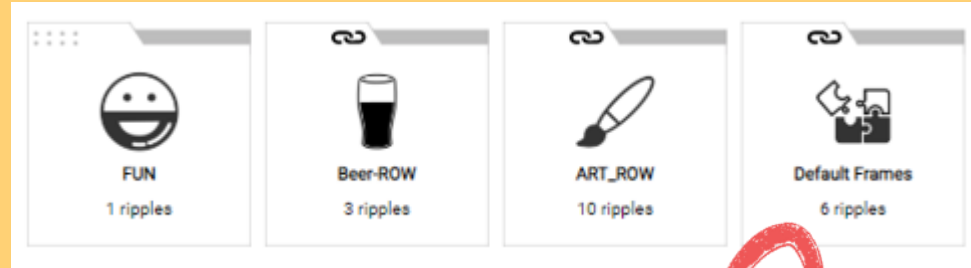 FUN
1 ripples
Beer-ROW
3 ripples
ART_ROW
10 ripples
Default Frames
6 ripples